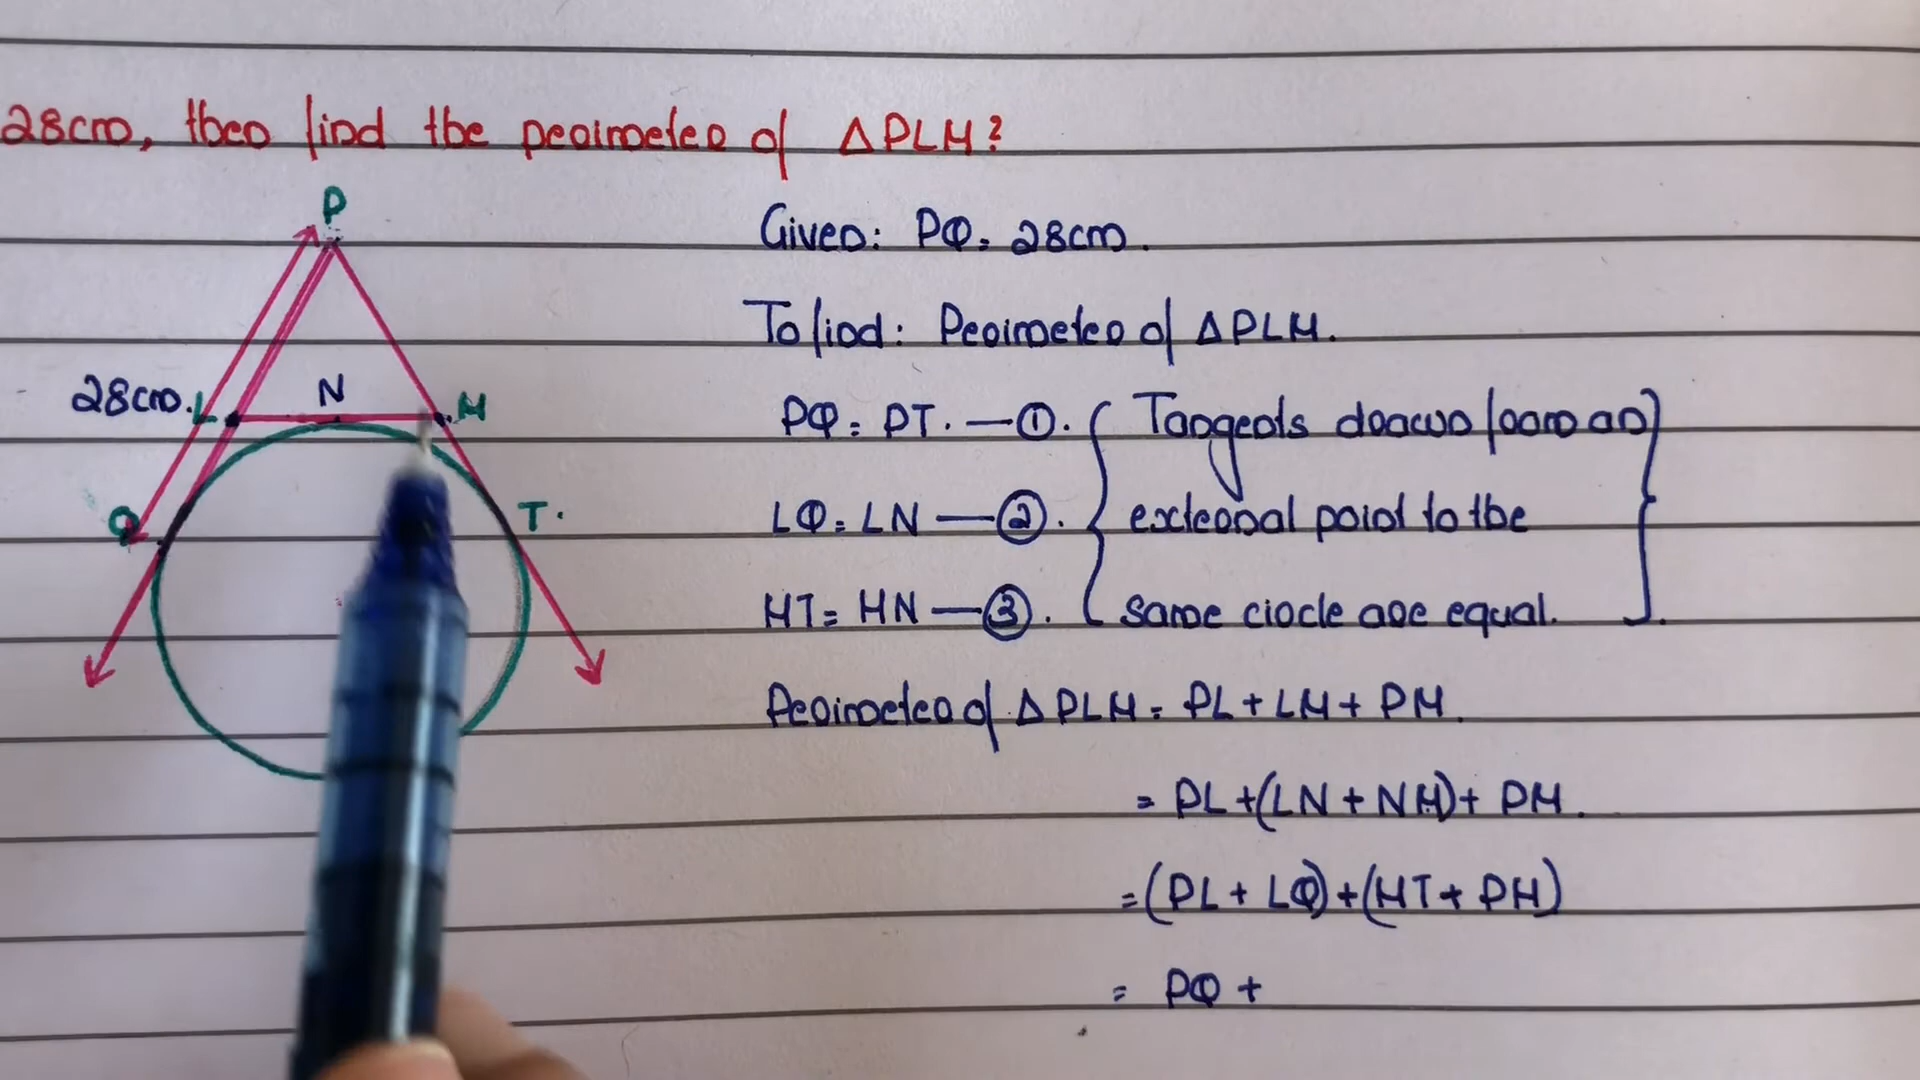 28cm, then find the perimeter of ΔPLM?
P
Given: PQ = 28cm.
To find: Perimeter of ΔPLM.
28cm. L N M
PQ = PT. — ①. { Tangents drawn from an
Q T.
LQ = LN — ②. external point to the
MT = MN — ③. same circle are equal. }.
Perimeter of ΔPLM = PL + LM + PM.
= PL + (LN + NM) + PM.
= (PL + LQ) + (MT + PM)
= PQ +